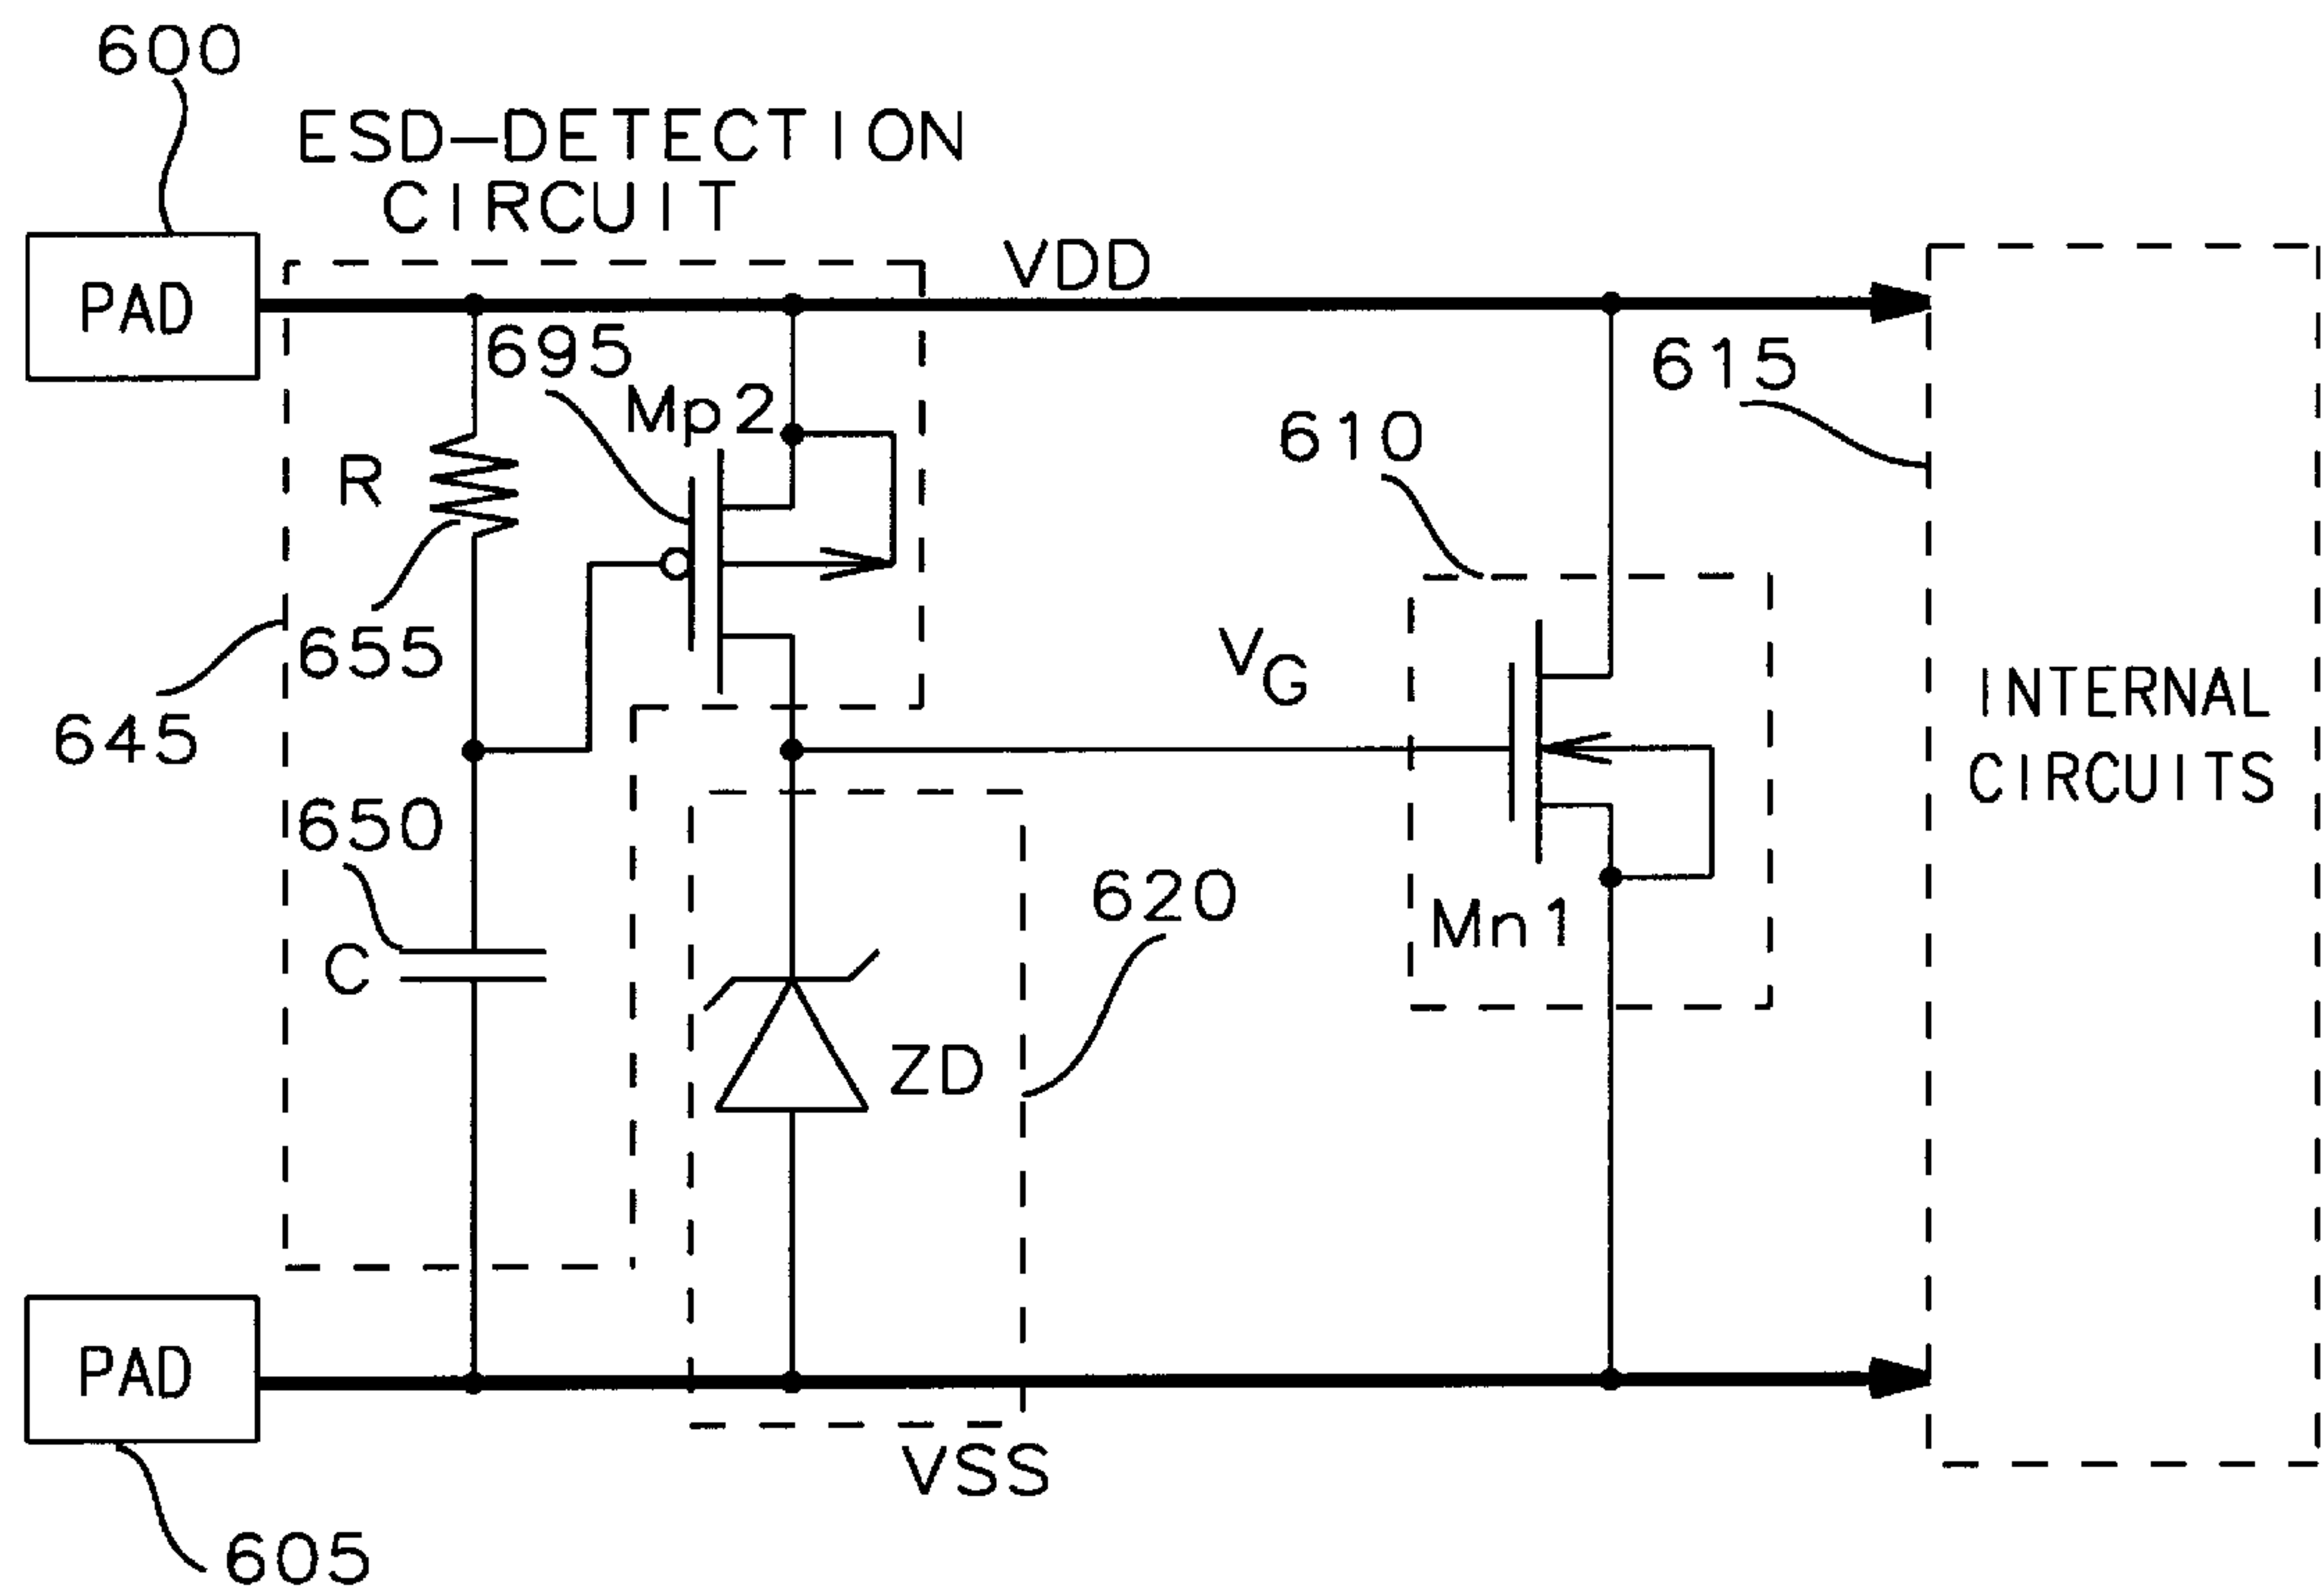 600
ESD-DETECTION
CIRCUIT
PAD
VDD
695
Mp2
615
610
R
655
VG
645
INTERNAL
CIRCUITS
650
620
Mn1
C
ZD
PAD
VSS
605